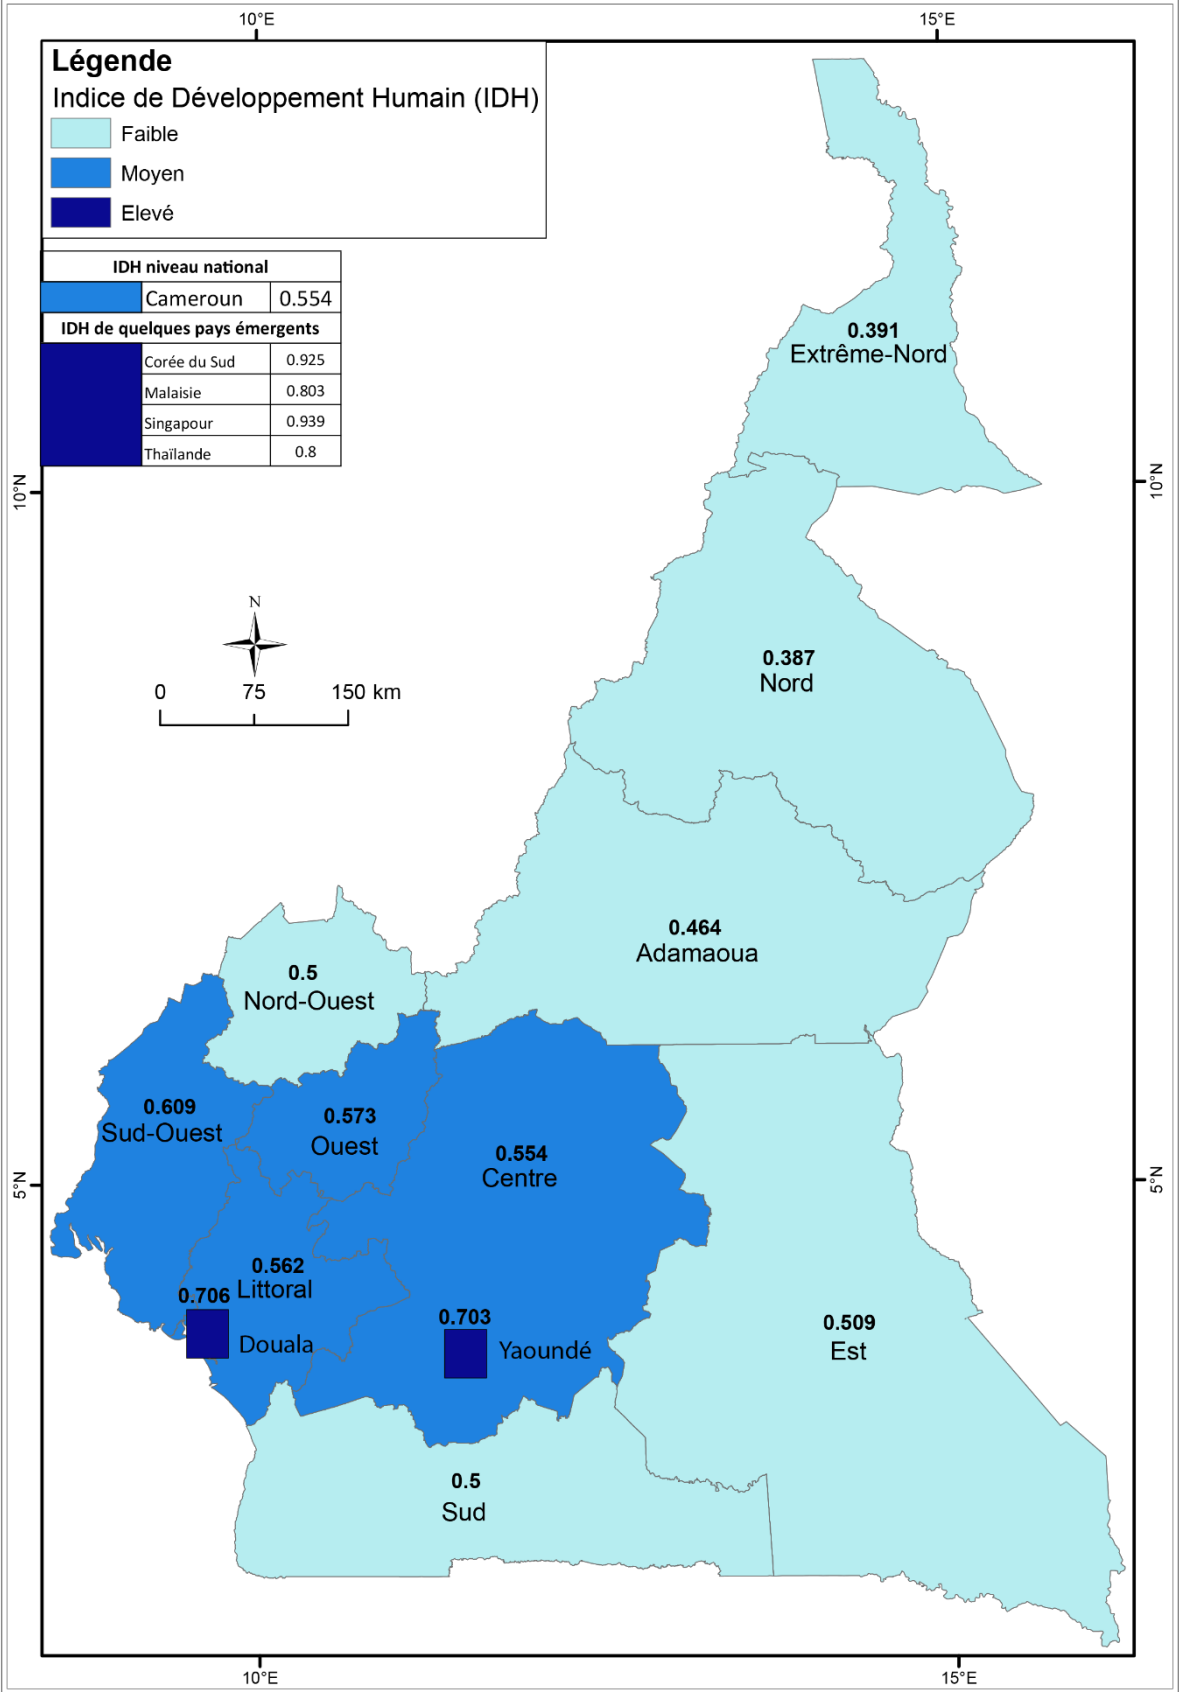 10°E 15°E
Légende
Indice de Développement Humain (IDH)
Faible
Moyen
Elevé
IDH niveau national
Cameroun 0.554
IDH de quelques pays émergents
Corée du Sud 0.925
Malaisie 0.803
Singapour 0.939
Thaïlande 0.8
0.391
Extrême-Nord
10°N 10°N
N
0 75 150 km
0.387
Nord
0.464
Adamaoua
0.5
Nord-Ouest
0.609
Sud-Ouest
0.573
Ouest
0.554
Centre
5°N 5°N
0.562
Littoral
0.706
Douala
0.703
Yaoundé
0.509
Est
0.5
Sud
10°E 15°E